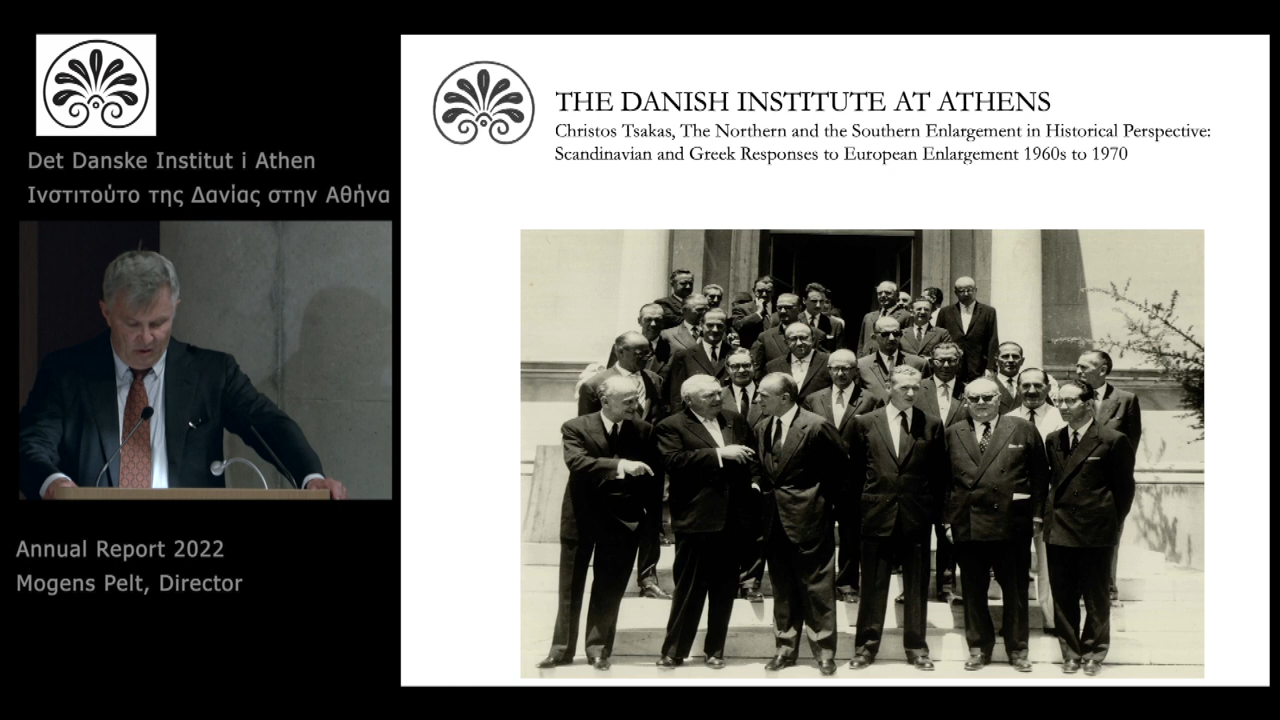 Det Danske Institut i Athen
Ινστιτούτο της Δανίας στην Αθήνα
Annual Report 2022
Mogens Pelt, Director
THE DANISH INSTITUTE AT ATHENS
Christos Tsakas, The Northern and the Southern Enlargement in Historical Perspective:
Scandinavian and Greek Responses to European Enlargement 1960s to 1970